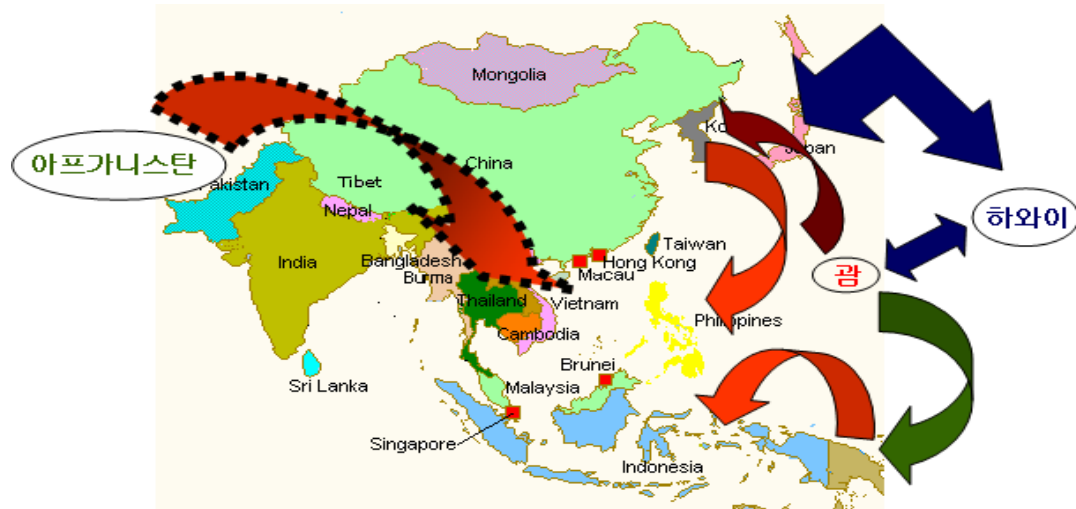 Mongolia
Ko
Japan
China
아프가니스탄
Pakistan
Tibet
Nepal
하와이
Taiwan
India
Bangladesh
Hong Kong
Macau
괌
Burma
Thailand
Vietnam
Philippines
Cambodia
Brunei
Sri Lanka
Malaysia
Singapore
Indonesia